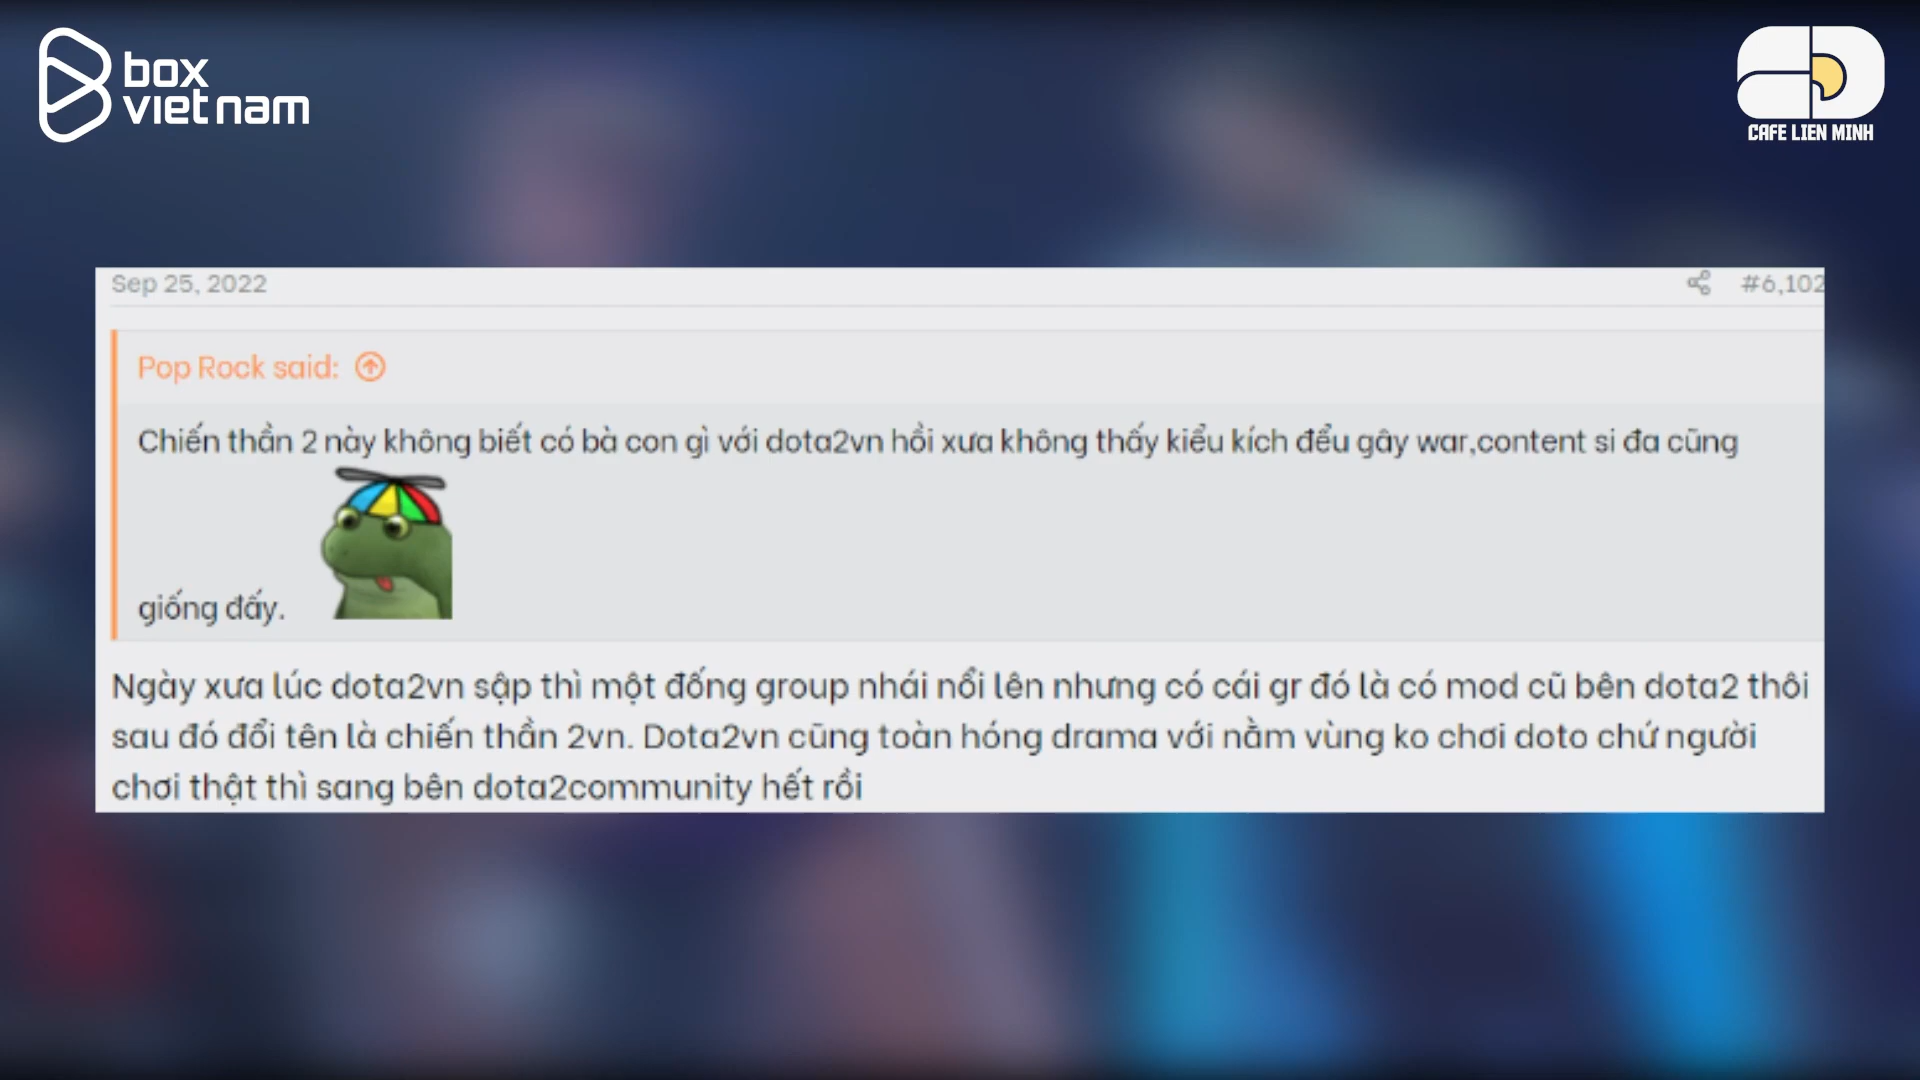 box
việt nam
CAFE LIEN MINH
Sep 25, 2022
#6,102
Pop Rock said:
Chiến thần 2 này không biết có bà con gì với dota2vn hồi xưa không thấy kiểu kích đểu gây war,content si đa cũng
giống đấy.
Ngày xưa lúc dota2vn sập thì một đống group nhái nổi lên nhưng có cái gr đó là có mod cũ bên dota2 thôi
sau đó đổi tên là chiến thần 2vn. Dota2vn cũng toàn hóng drama với nằm vùng ko chơi doto chứ người
chơi thật thì sang bên dota2community hết rồi